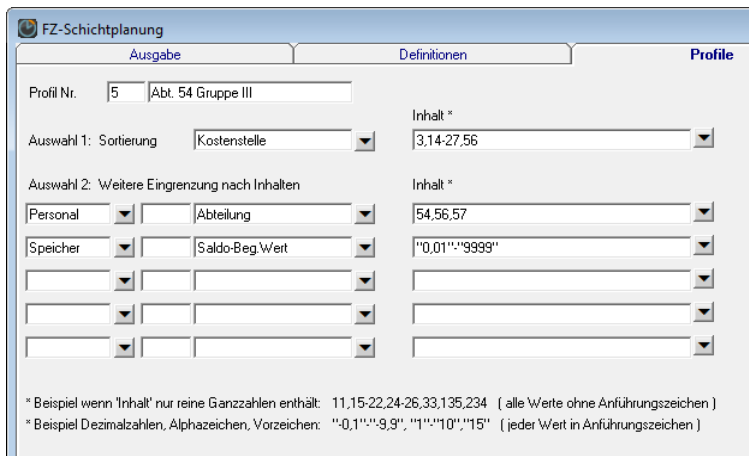 FZ-Schichtplanung
Ausgabe Definitionen Profile
Profil Nr. 5 Abt. 54 Gruppe III
Inhalt *
Auswahl 1: Sortierung Kostenstelle 3,14-27,56
Auswahl 2: Weitere Eingrenzung nach Inhalten Inhalt *
Personal Abteilung 54,56,57
Speicher Saldo-Beg.Wert "0,01"-"9999"
* Beispiel wenn 'Inhalt' nur reine Ganzzahlen enthält: 11,15-22,24-26,33,135,234 ( alle Werte ohne Anführungszeichen )
* Beispiel Dezimalzahlen, Alphazeichen, Vorzeichen: "-0,1"-"-9,9", "1"-"10","15" ( jeder Wert in Anführungszeichen )